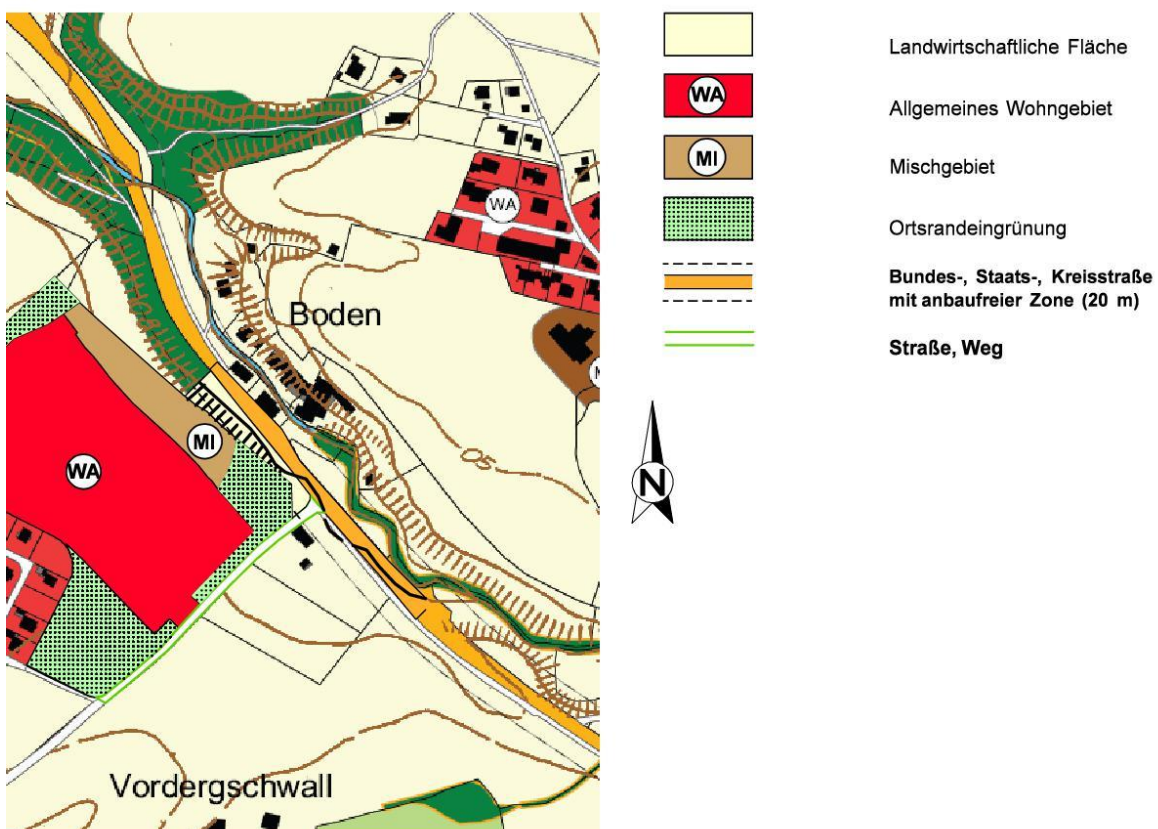 WA
Boden
MI
WA
05
Vordergschwall
Landwirtschaftliche Fläche
WA
Allgemeines Wohngebiet
MI
Mischgebiet
Ortsrandeingrünung
Bundes-, Staats-, Kreisstraße
mit anbaufreier Zone (20 m)
Straße, Weg
N